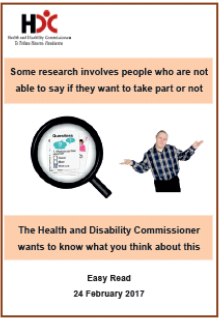 HDC
Health and Disability Commissioner
Te Toihau Hauora, Hauātanga
Some research involves people who are not
able to say if they want to take part or not
Questions
The Health and Disability Commissioner
wants to know what you think about this
Easy Read
24 February 2017